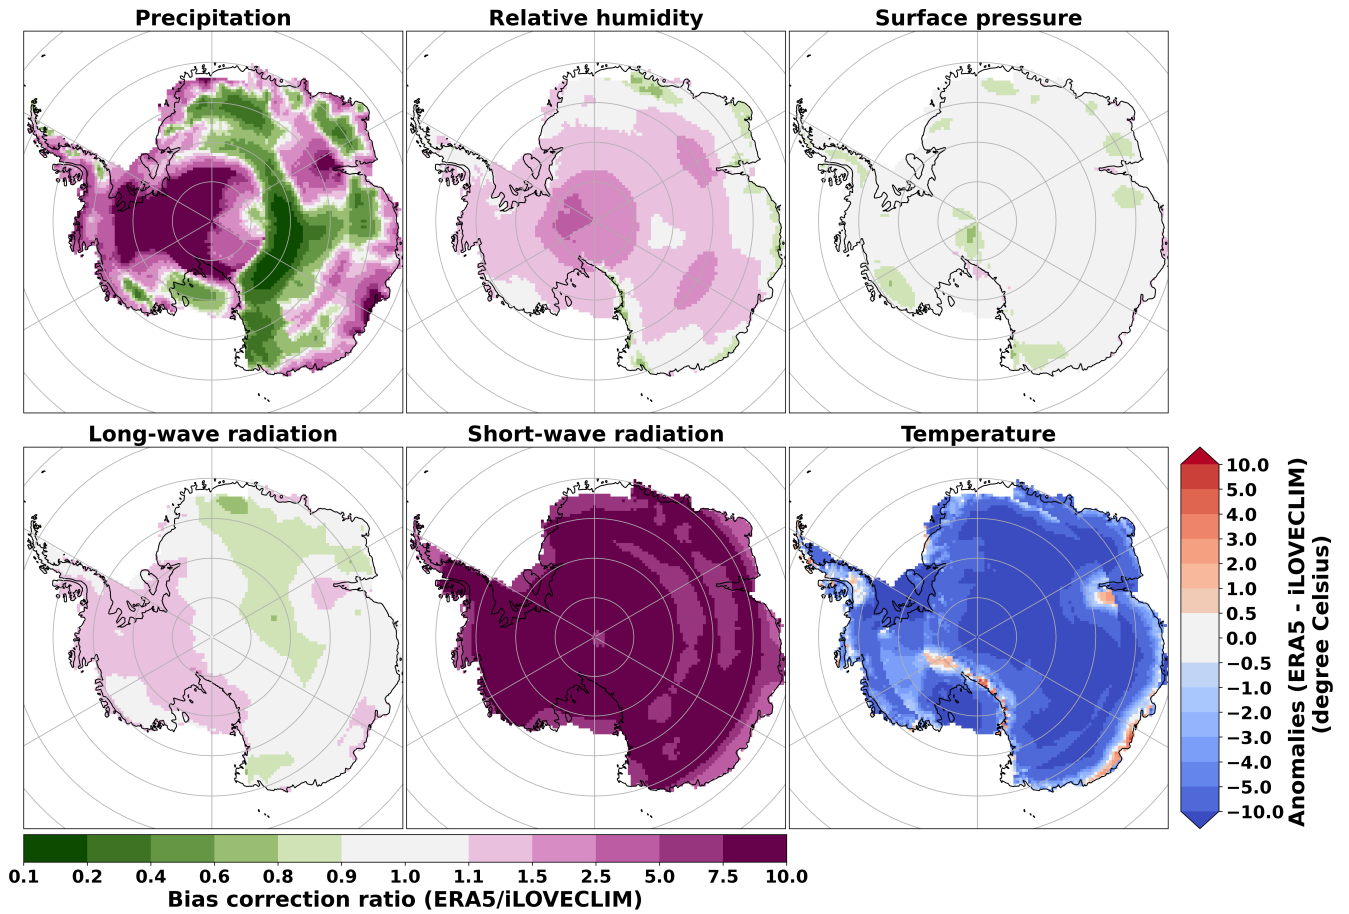 Precipitation
Relative humidity
Surface pressure
Long-wave radiation
Short-wave radiation
Temperature
10.0
5.0
4.0
3.0
2.0
1.0
0.5
0.0
−0.5
−1.0
−2.0
−3.0
−4.0
−5.0
−10.0
Anomalies (ERA5 - iLOVECLIM)
(degree Celsius)
0.1 0.2 0.4 0.6 0.8 0.9 1.0 1.1 1.5 2.5 5.0 7.5 10.0
Bias correction ratio (ERA5/iLOVECLIM)